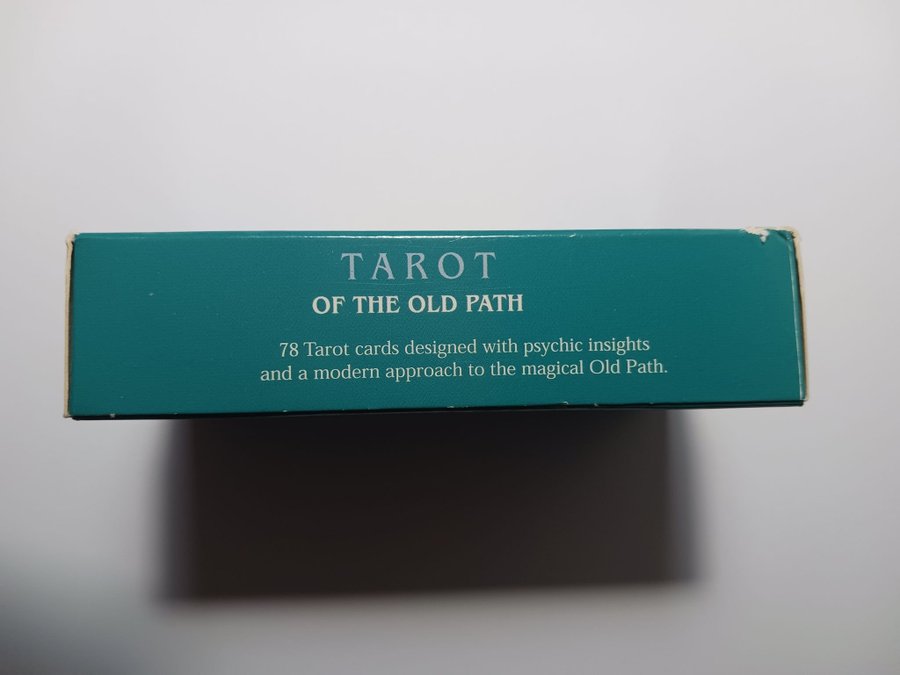 TAROT
OF THE OLD PATH
78 Tarot cards designed with psychic insights
and a modern approach to the magical Old Path.